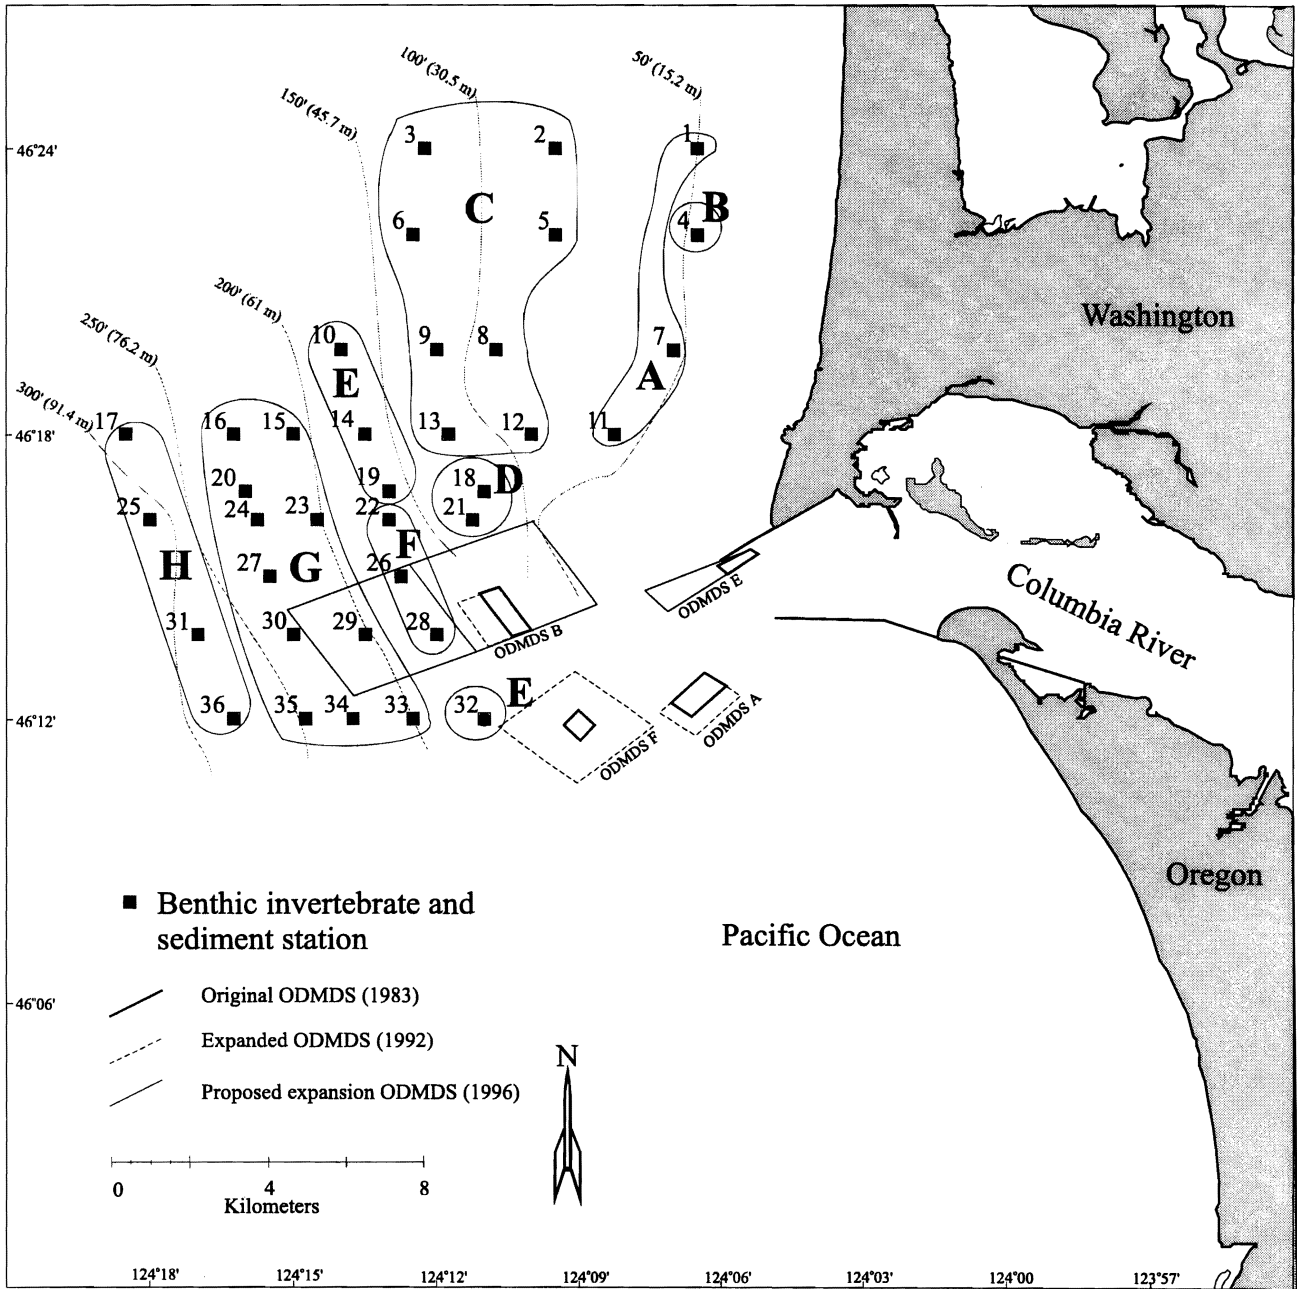 50' (15.2 m)
100' (30.5 m)
150' (45.7 m)
200' (61 m)
250' (76.2 m)
300' (91.4 m)
46°24'
3
2
1
C
B
6
5
4
Washington
10
9
8
7
E
A
46°18'
17
16
15
14
13
12
11
20
19
18
D
25
24
23
22
21
H
27
G
26
F
ODMDS E
Columbia River
31
30
29
28
ODMDS B
46°12'
36
35
34
33
32
E
ODMDS F
ODMDS A
Oregon
Pacific Ocean
Benthic invertebrate and
sediment station
46°06'
Original ODMDS (1983)
Expanded ODMDS (1992)
Proposed expansion ODMDS (1996)
N
0 4 8
Kilometers
124°18' 124°15' 124°12' 124°09' 124°06' 124°03' 124°00 123°57'